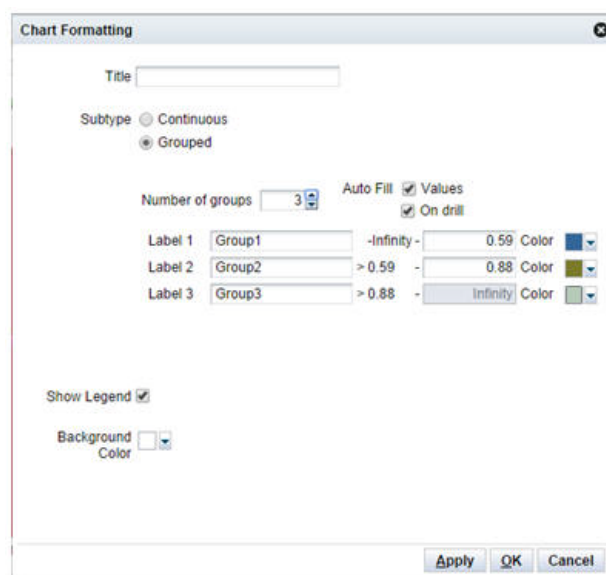 Chart Formatting
Title
Subtype Continuous
Grouped
Number of groups 3 Auto Fill Values
On drill
Label 1 Group1 -Infinity - 0.59 Color
Label 2 Group2 > 0.59 - 0.88 Color
Label 3 Group3 > 0.88 - Infinity Color
Show Legend
Background
Color
Apply OK Cancel